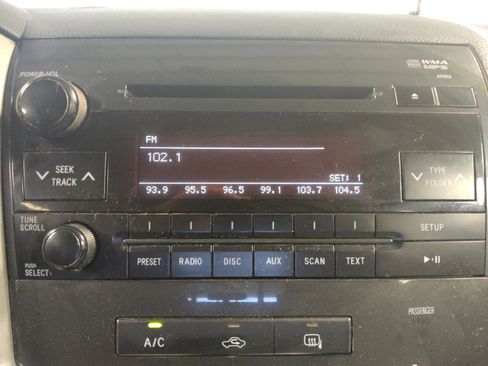 POWER·VOL
WMA
MP3
FM
102.1
SET: 1
93.9 95.5 96.5 99.1 103.7 104.5
SEEK
TRACK
TYPE
FOLDER
TUNE
SCROLL
SETUP
PUSH
SELECT
PRESET RADIO DISC AUX SCAN TEXT
PASSENGER
A/C